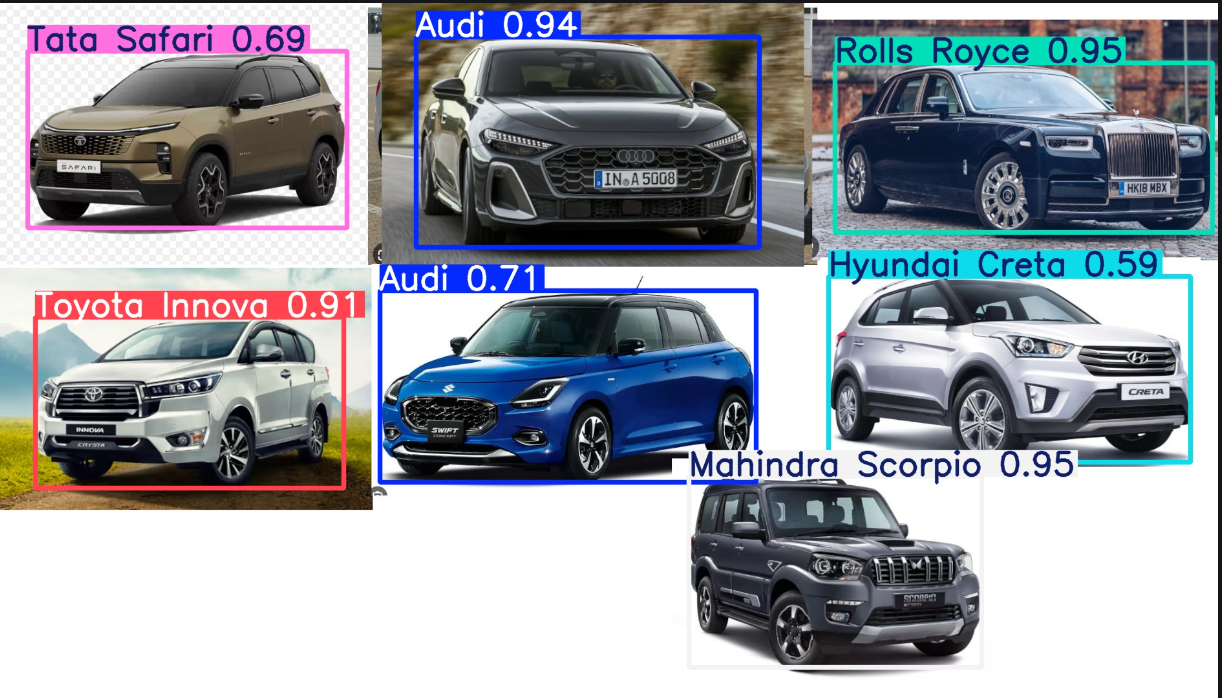 Tata Safari 0.69
Audi 0.94
Rolls Royce 0.95
SAFARI
IN A 5008
HK18 MBX
Toyota Innova 0.91
Audi 0.71
Hyundai Creta 0.59
INNOVA
CRYSTA
SWIFT
CONCEPT
CRETA
Mahindra Scorpio 0.95
SCORPIO